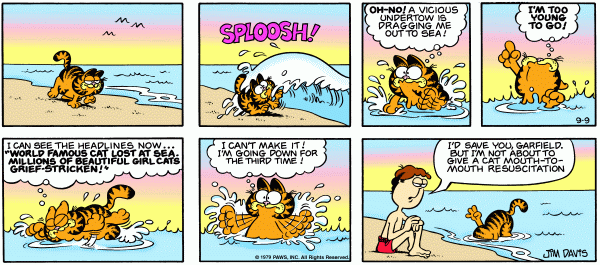 SPLOOSH!
OH-NO! A VICIOUS
UNDERTOW IS
DRAGGING ME
OUT TO SEA!
I'M TOO
YOUNG
TO GO!
9-9
I CAN SEE THE HEADLINES NOW...
"WORLD FAMOUS CAT LOST AT SEA.
MILLIONS OF BEAUTIFUL GIRL CATS
GRIEF-STRICKEN!"
I CAN'T MAKE IT!
I'M GOING DOWN FOR
THE THIRD TIME!
© 1979 PAWS, INC. All Rights Reserved.
I'D SAVE YOU, GARFIELD.
BUT I'M NOT ABOUT TO
GIVE A CAT MOUTH-TO-
MOUTH RESUSCITATION
JIM DAVIS